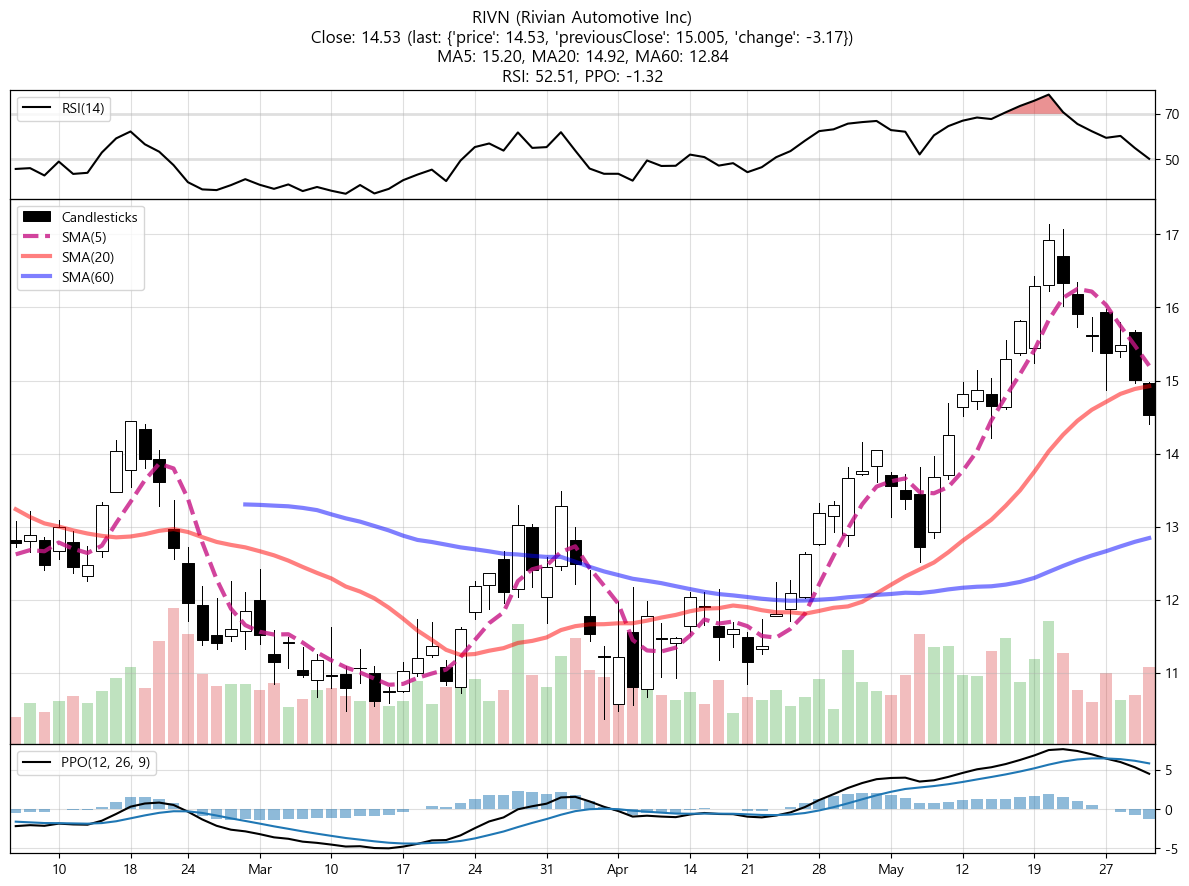 RIVN (Rivian Automotive Inc)
Close: 14.53 (last: {'price': 14.53, 'previousClose': 15.005, 'change': -3.17})
MA5: 15.20, MA20: 14.92, MA60: 12.84
RSI: 52.51, PPO: -1.32
RSI(14)
70
50
Candlesticks
SMA(5)
SMA(20)
SMA(60)
17
16
15
14
13
12
11
PPO(12, 26, 9)
5
0
-5
10 18 24 Mar 10 17 24 31 Apr 14 21 28 May 12 19 27